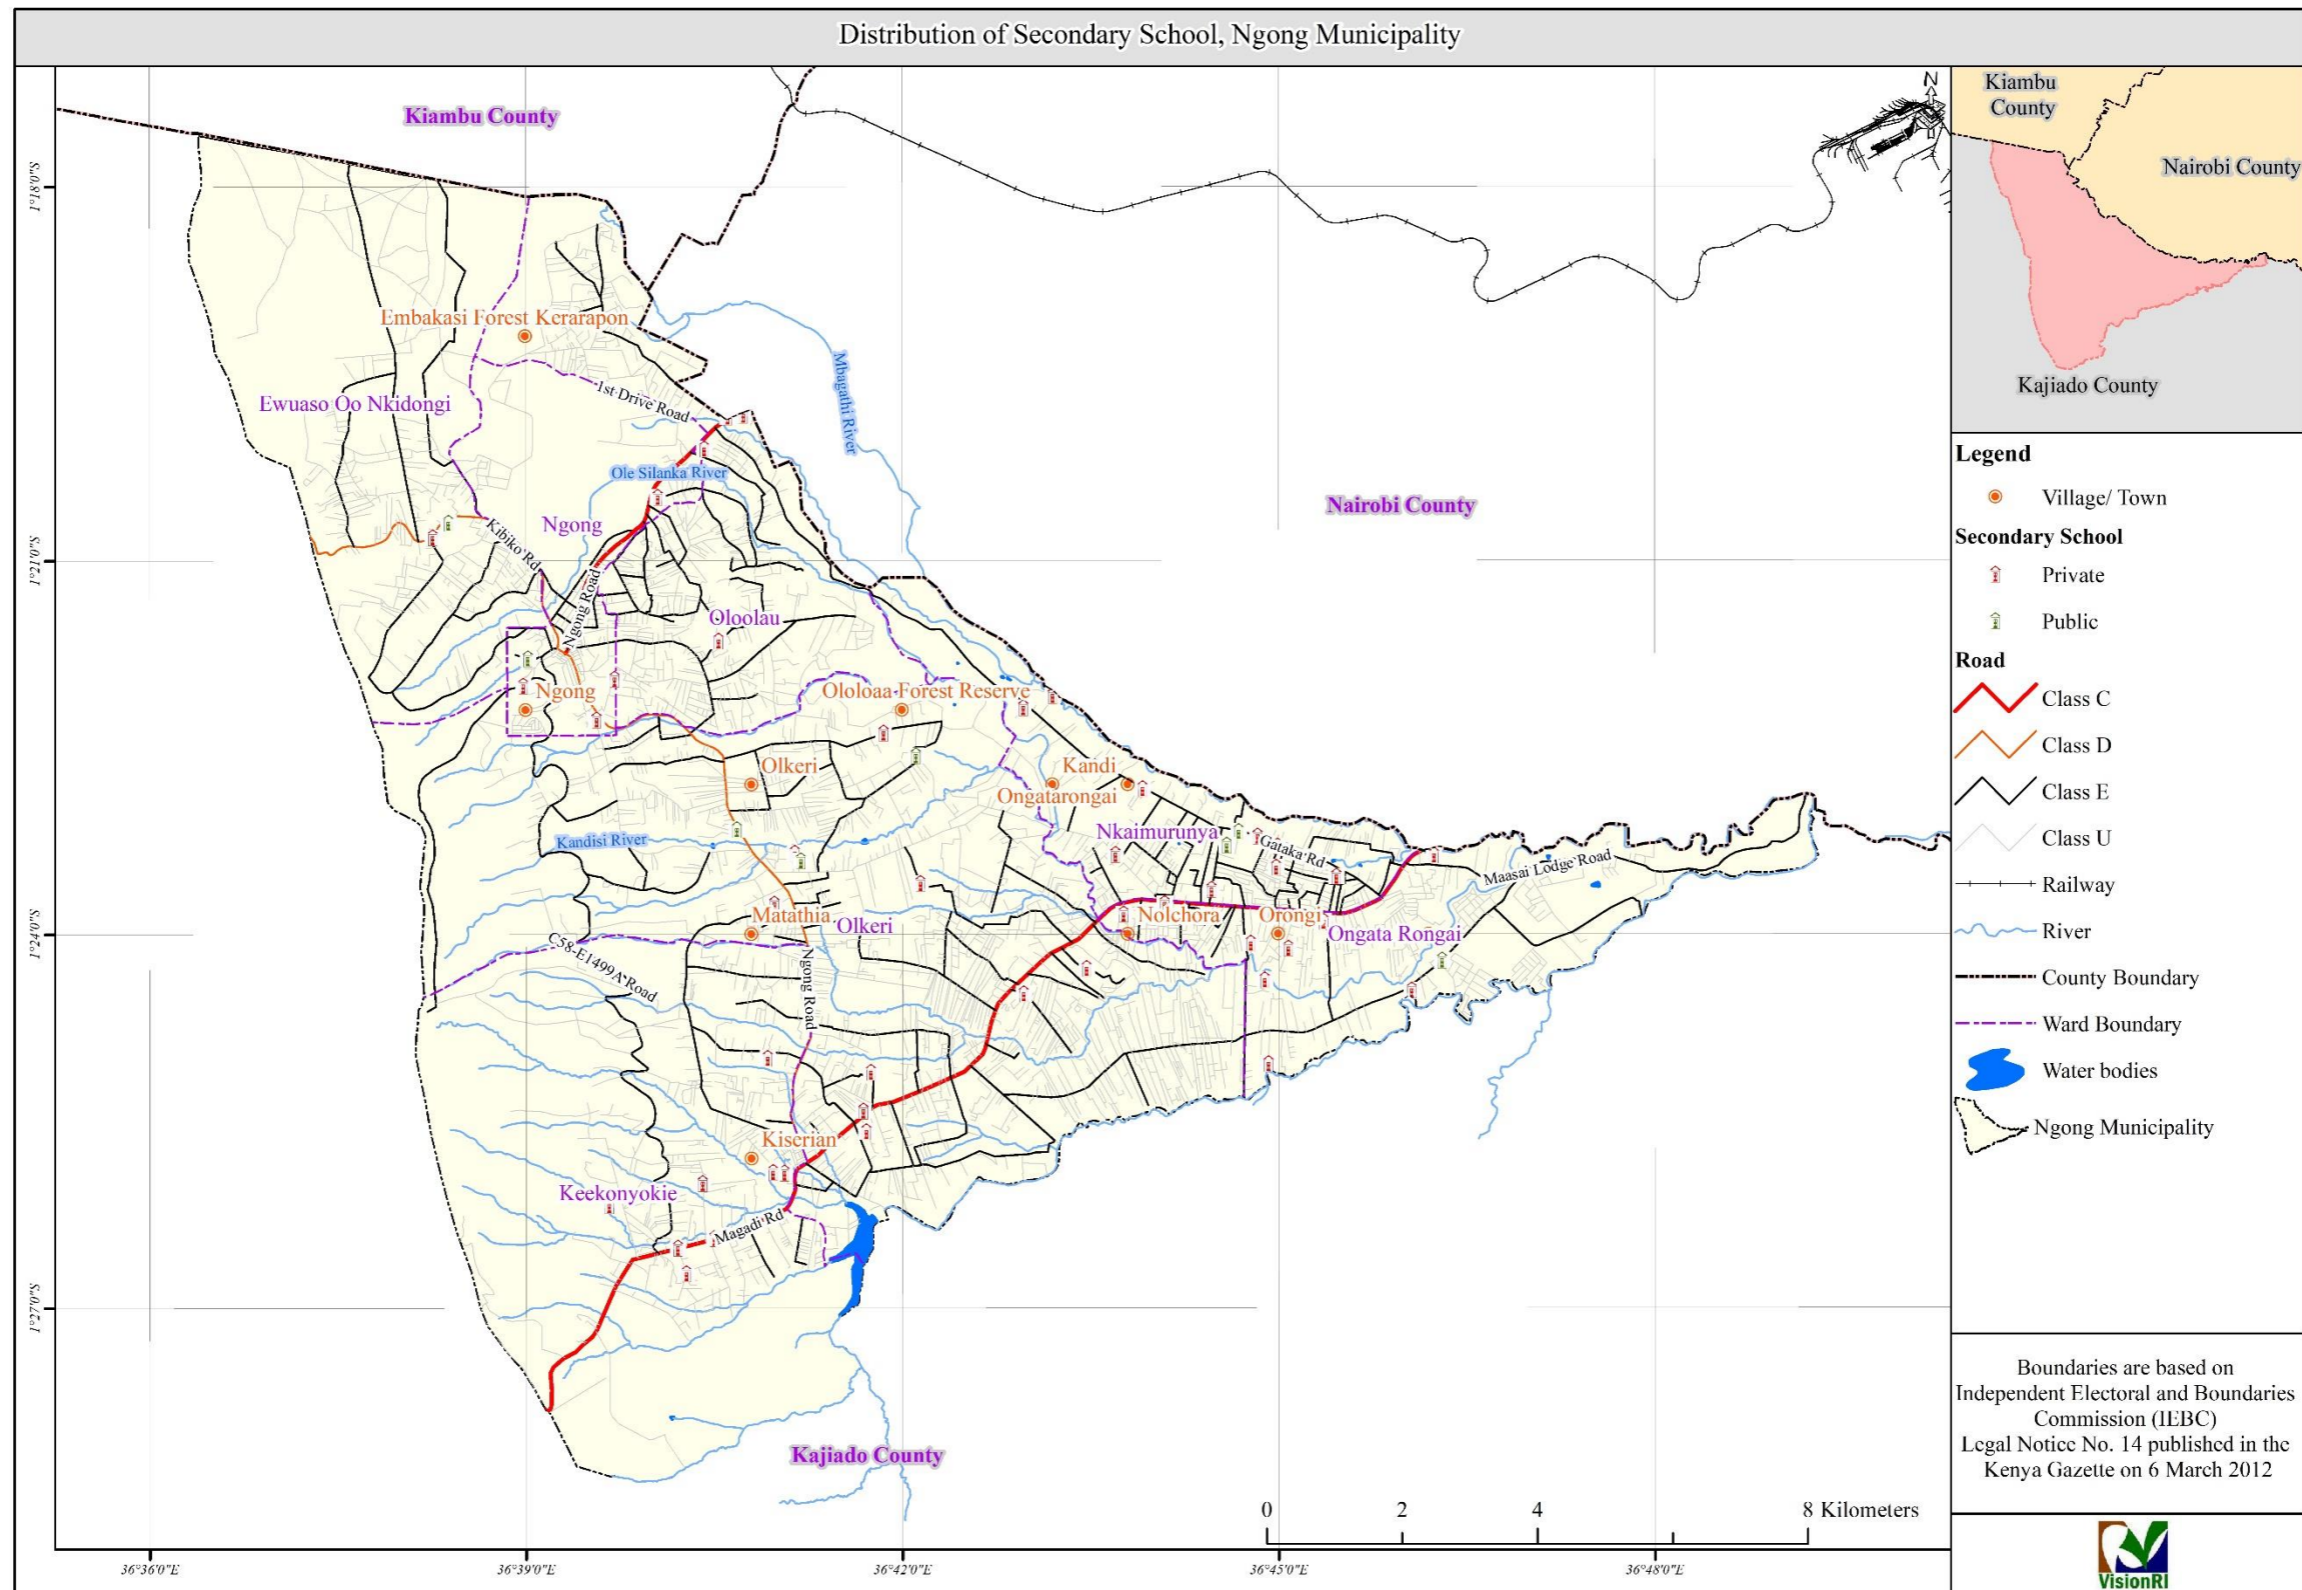 Distribution of Secondary School, Ngong Municipality
Kiambu County
N
1°18'0"S
Embakasi Forest Kerarapon
Mbagathi River
Ewuaso Oo Nkidongi
1st Drive Road
Ole Silanka River
Nairobi County
Ngong
Kibiko Rd
1°21'0"S
Ngong Road
Oloolau
Ngong
Ololoaa Forest Reserve
Olkeri
Kandi
Ongatarongai
Nkaimurunya
Kandisi River
Gataka Rd
Maasai Lodge Road
Matathia
Olkeri
Nolchora
Orongi
Ongata Rongai
1°24'0"S
C58-E1499A Road
Ngong Road
Kiserian
Keekonyokie
Magadi Rd
1°27'0"S
Kajiado County
0 2 4 8 Kilometers
36°36'0"E
36°39'0"E
36°42'0"E
36°45'0"E
36°48'0"E
Kiambu
County
Nairobi County
Kajiado County
Legend
Village/ Town
Secondary School
Private
Public
Road
Class C
Class D
Class E
Class U
Railway
River
County Boundary
Ward Boundary
Water bodies
Ngong Municipality
Boundaries are based on
Independent Electoral and Boundaries
Commission (IEBC)
Legal Notice No. 14 published in the
Kenya Gazette on 6 March 2012
VisionRI